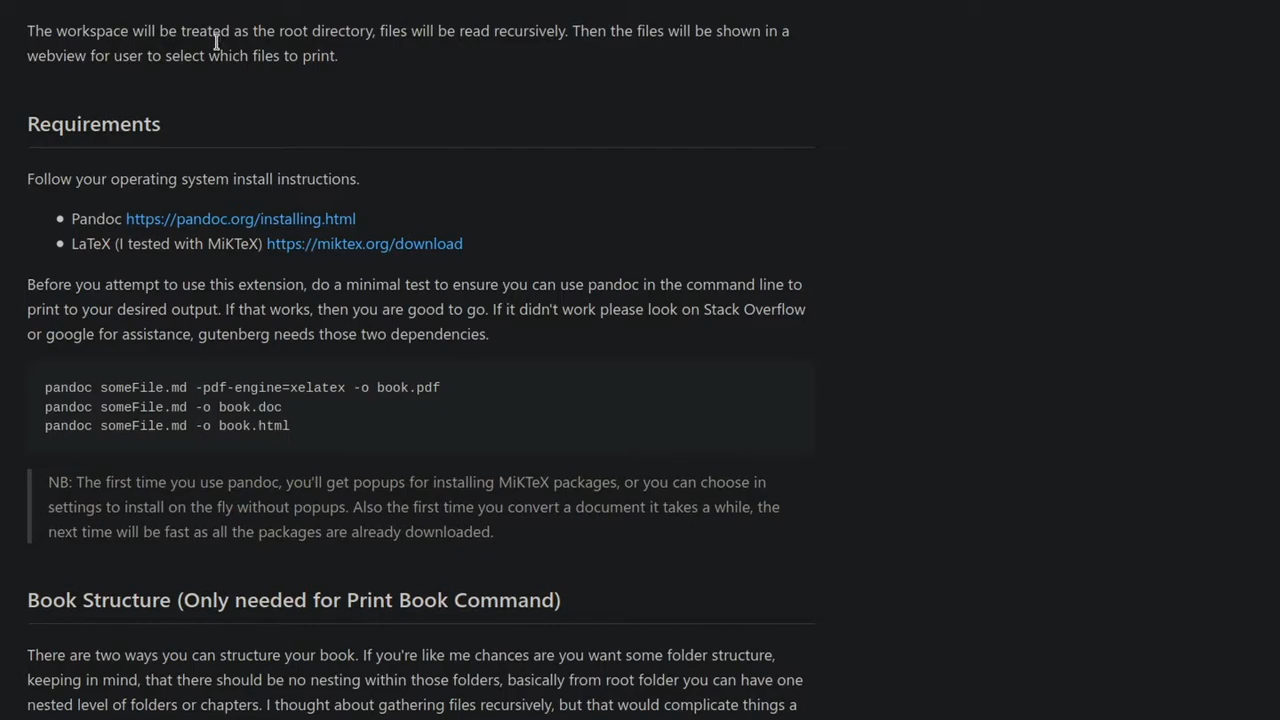 The workspace will be treated as the root directory, files will be read recursively. Then the files will be shown in a
webview for user to select which files to print.
Requirements
Follow your operating system install instructions.
Pandoc https://pandoc.org/installing.html
LaTeX (I tested with MiKTeX) https://miktex.org/download
Before you attempt to use this extension, do a minimal test to ensure you can use pandoc in the command line to
print to your desired output. If that works, then you are good to go. If it didn't work please look on Stack Overflow
or google for assistance, gutenberg needs those two dependencies.
pandoc someFile.md -pdf-engine=xelatex -o book.pdf
pandoc someFile.md -o book.doc
pandoc someFile.md -o book.html
NB: The first time you use pandoc, you'll get popups for installing MiKTeX packages, or you can choose in
settings to install on the fly without popups. Also the first time you convert a document it takes a while, the
next time will be fast as all the packages are already downloaded.
Book Structure (Only needed for Print Book Command)
There are two ways you can structure your book. If you're like me chances are you want some folder structure,
keeping in mind, that there should be no nesting within those folders, basically from root folder you can have one
nested level of folders or chapters. I thought about gathering files recursively, but that would complicate things a